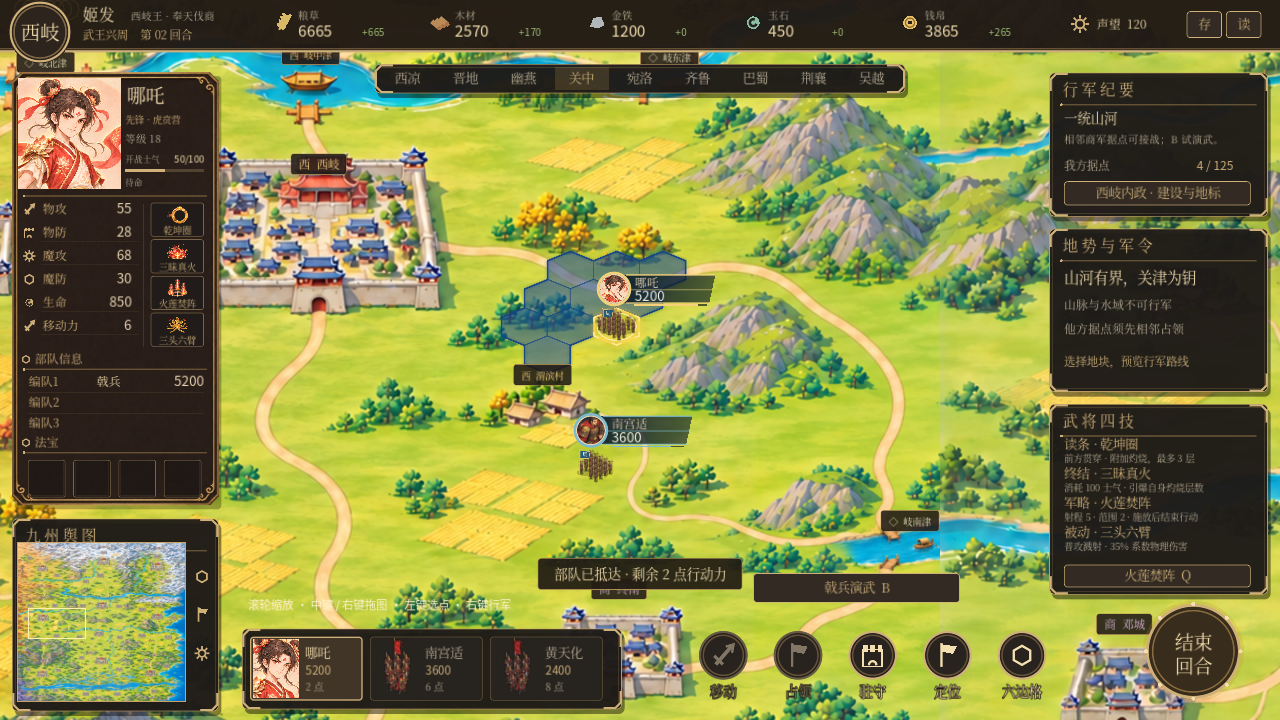 西岐
姬发 西岐王 · 奉天伐商
武王兴周 第 02 回合
粮草 6665 +665
木材 2570 +170
金铁 1200 +0
玉石 450 +0
钱帛 3865 +265
声望 120
存 读
岐北津
岐东津
西凉 晋地 幽燕 关中 宛洛 齐鲁 巴蜀 荆襄 吴越
哪吒
先锋 · 虎贲营
等级 18
开战士气 50/100
待命
物攻 55
物防 28
魔攻 68
魔防 30
生命 850
移动力 6
乾坤圈
三昧真火
火莲焚阵
三头六臂
部队信息
编队1 戟兵 5200
编队2
编队3
法宝
九州舆图
西 西岐
哪吒
5200
西 渭滨村
南宫适
3600
岐南津
部队已抵达 · 剩余 2 点行动力
戟兵演武 B
滚轮缩放 · 中键/右键拖图 · 左键选点 · 右键行军
哪吒
5200
2 点
南宫适
3600
6 点
黄天化
2400
8 点
移动 占领 驻守 定位 六边格
商 邓城
结束
回合
行军纪要
一统山河
相邻商军据点可接战; B 试演武。
我方据点 4 / 125
西岐内政 · 建设与地标
地势与军令
山河有界, 关津为钥
山脉与水域不可行军
他方据点须先相邻占领
选择地块, 预览行军路线
武将四技
读条 · 乾坤圈
前方贯穿 · 附加灼烧, 最多 3 层
终结 · 三昧真火
消耗 100 士气 · 引爆自身灼烧层数
军略 · 火莲焚阵
射程 5 · 范围 2 · 施放后结束行动
被动 · 三头六臂
普攻溅射 · 35% 系数物理伤害
火莲焚阵 Q